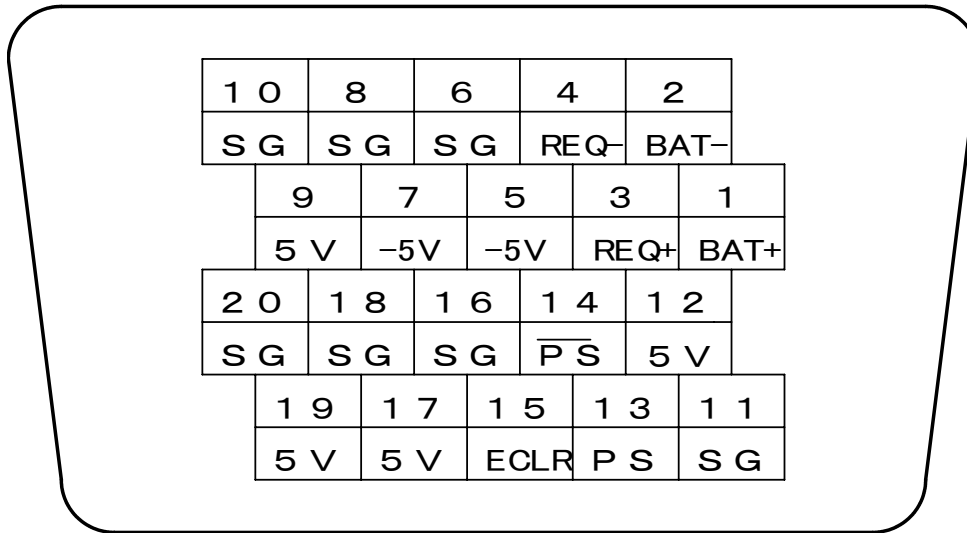 10 8 6 4 2
SG SG SG REQ- BAT-
9 7 5 3 1
5V -5V -5V REQ+ BAT+
20 18 16 14 12
SG SG SG P̅S̅ 5V
19 17 15 13 11
5V 5V ECLR PS SG